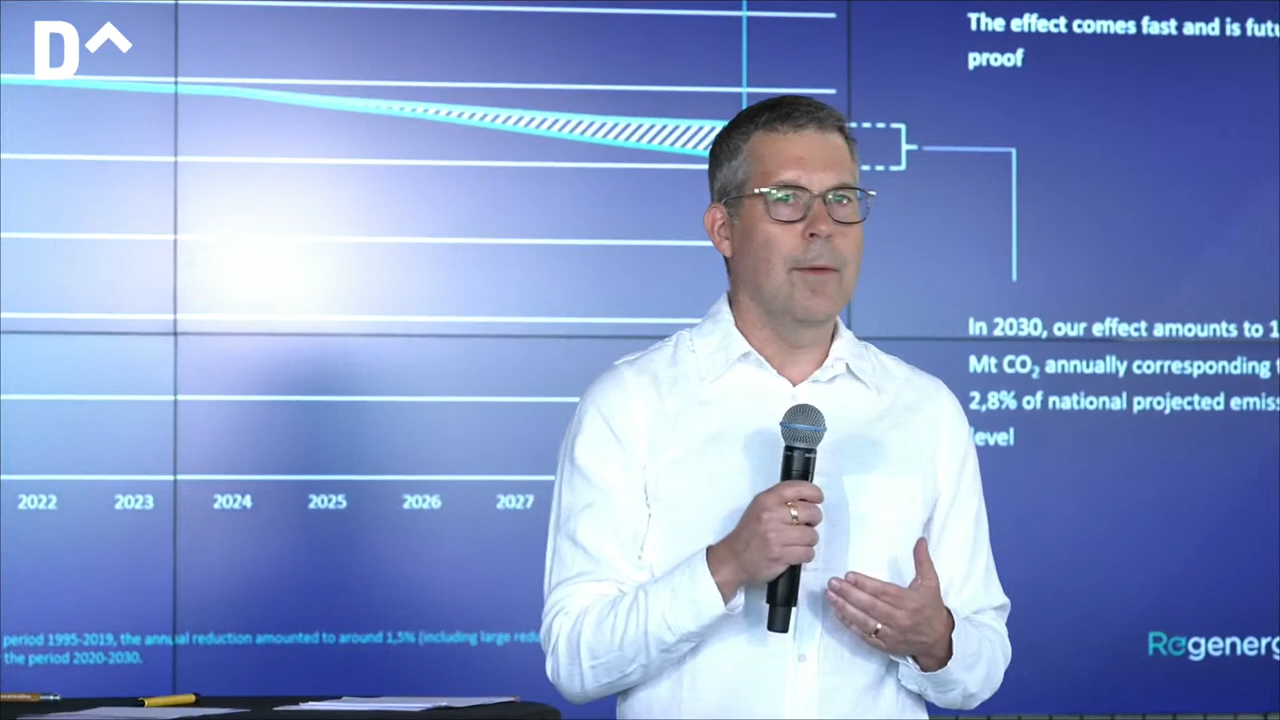 D^
The effect comes fast and is futu
proof
In 2030, our effect amounts to 1
Mt CO₂ annually corresponding
2,8% of national projected emiss
level
2022 2023 2024 2025 2026 2027
period 1995-2019, the annual reduction amounted to around 1,5% (including large redu
the period 2020-2030.
Regenerg